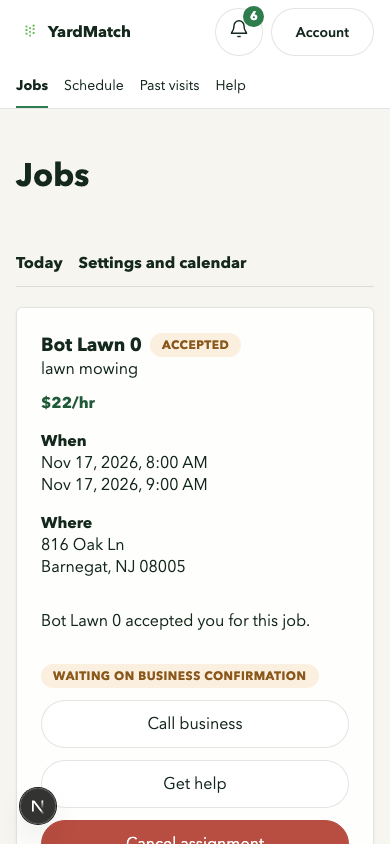 YardMatch
6
Account
Jobs Schedule Past visits Help
Jobs
Today Settings and calendar
Bot Lawn 0 ACCEPTED
lawn mowing
$22/hr
When
Nov 17, 2026, 8:00 AM
Nov 17, 2026, 9:00 AM
Where
816 Oak Ln
Barnegat, NJ 08005
Bot Lawn 0 accepted you for this job.
WAITING ON BUSINESS CONFIRMATION
Call business
Get help
N
Cancel assignment